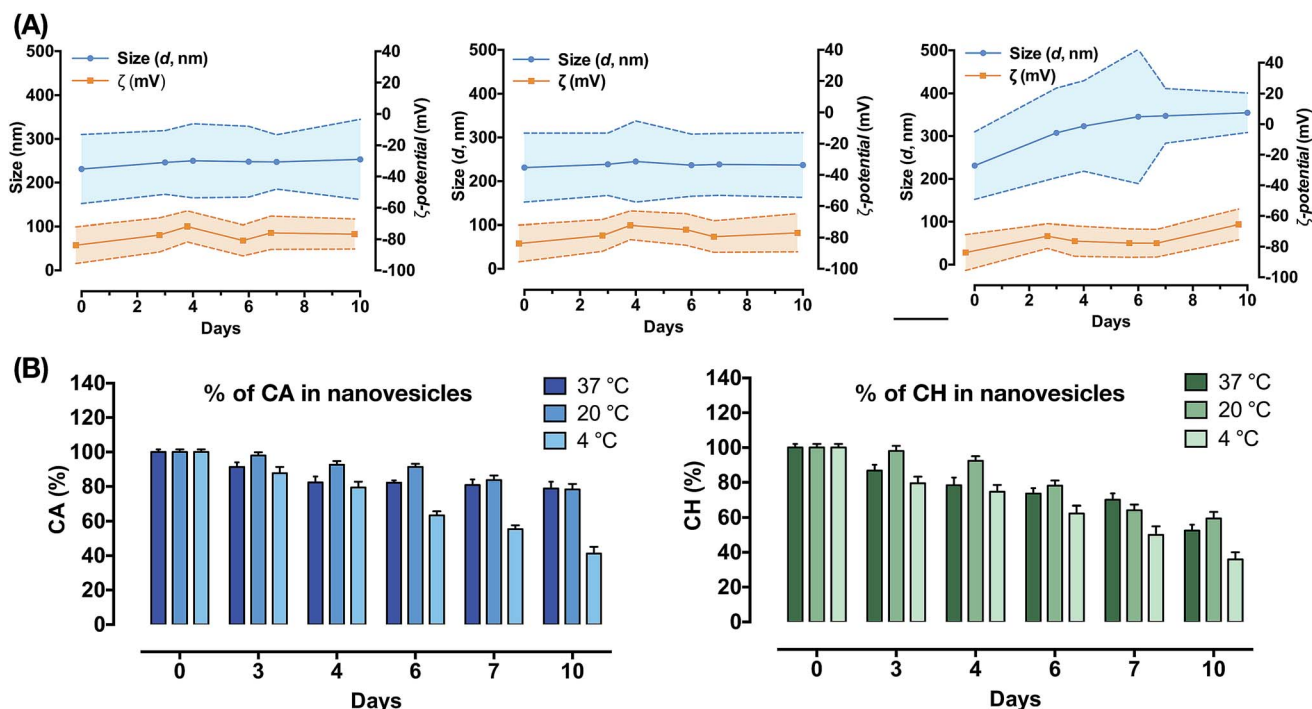 (A)
Size (d, nm)
ζ (mV)
500
400
300
200
100
0
Size (nm)
40
20
0
-20
-40
-60
-80
-100
ζ-potential (mV)
0 2 4 6 8 10
Days
Size (d, nm)
ζ (mV)
500
400
300
200
100
0
Size (d, nm)
40
20
0
-20
-40
-60
-80
-100
ζ-potential (mV)
0 2 4 6 8 10
Days
Size (d, nm)
ζ (mV)
500
400
300
200
100
0
Size (d, nm)
40
20
0
-20
-40
-60
-80
-100
ζ-potential (mV)
0 2 4 6 8 10
Days
(B)
% of CA in nanovesicles
37 °C
20 °C
4 °C
140
120
100
80
60
40
20
0
CA (%)
0 3 4 6 7 10
Days
% of CH in nanovesicles
37 °C
20 °C
4 °C
140
120
100
80
60
40
20
0
CH (%)
0 3 4 6 7 10
Days